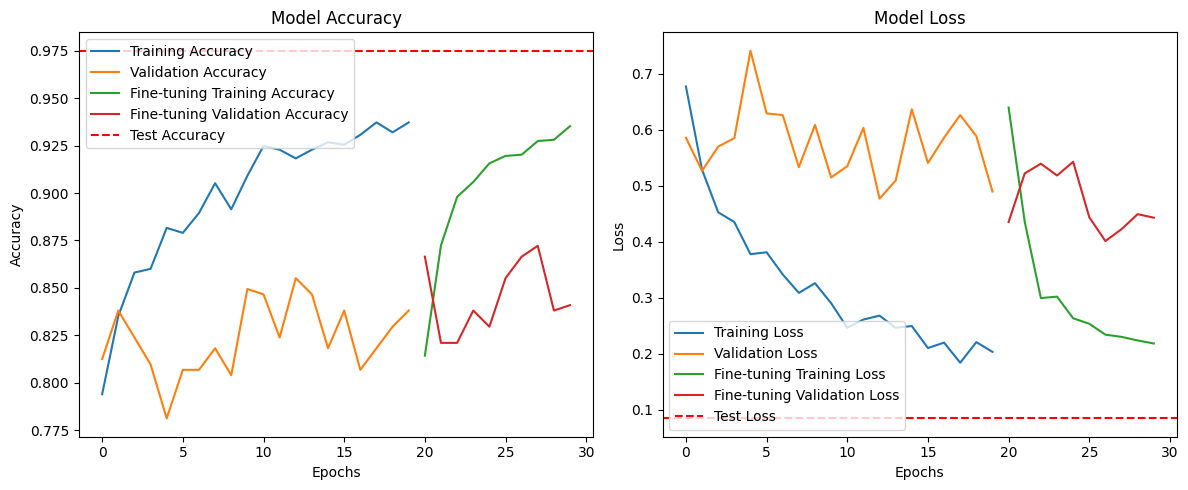 Model Accuracy
Training Accuracy
Validation Accuracy
Fine-tuning Training Accuracy
Fine-tuning Validation Accuracy
Test Accuracy
0.975
0.950
0.925
0.900
0.875
0.850
0.825
0.800
0.775
Accuracy
0 5 10 15 20 25 30
Epochs
Model Loss
0.7
0.6
0.5
0.4
0.3
0.2
0.1
Loss
Training Loss
Validation Loss
Fine-tuning Training Loss
Fine-tuning Validation Loss
Test Loss
0 5 10 15 20 25 30
Epochs